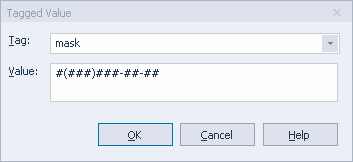 Tagged Value
Tag:
mask
Value:
#(###)###-##-##
OK
Cancel
Help